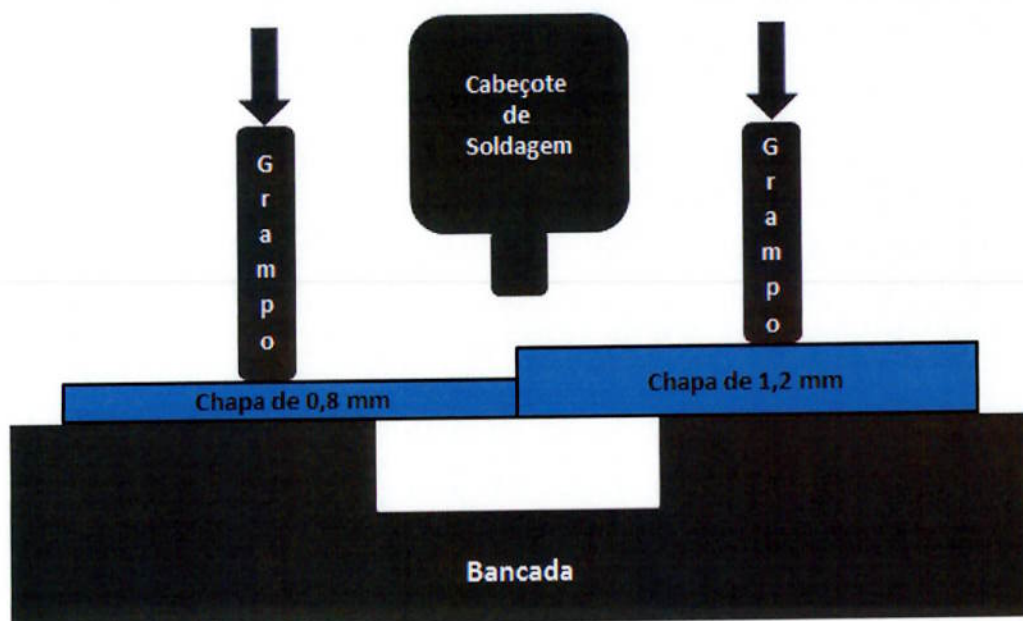 Cabeçote
de
Soldagem
G
r
a
m
p
o
G
r
a
m
p
o
Chapa de 0,8 mm
Chapa de 1,2 mm
Bancada